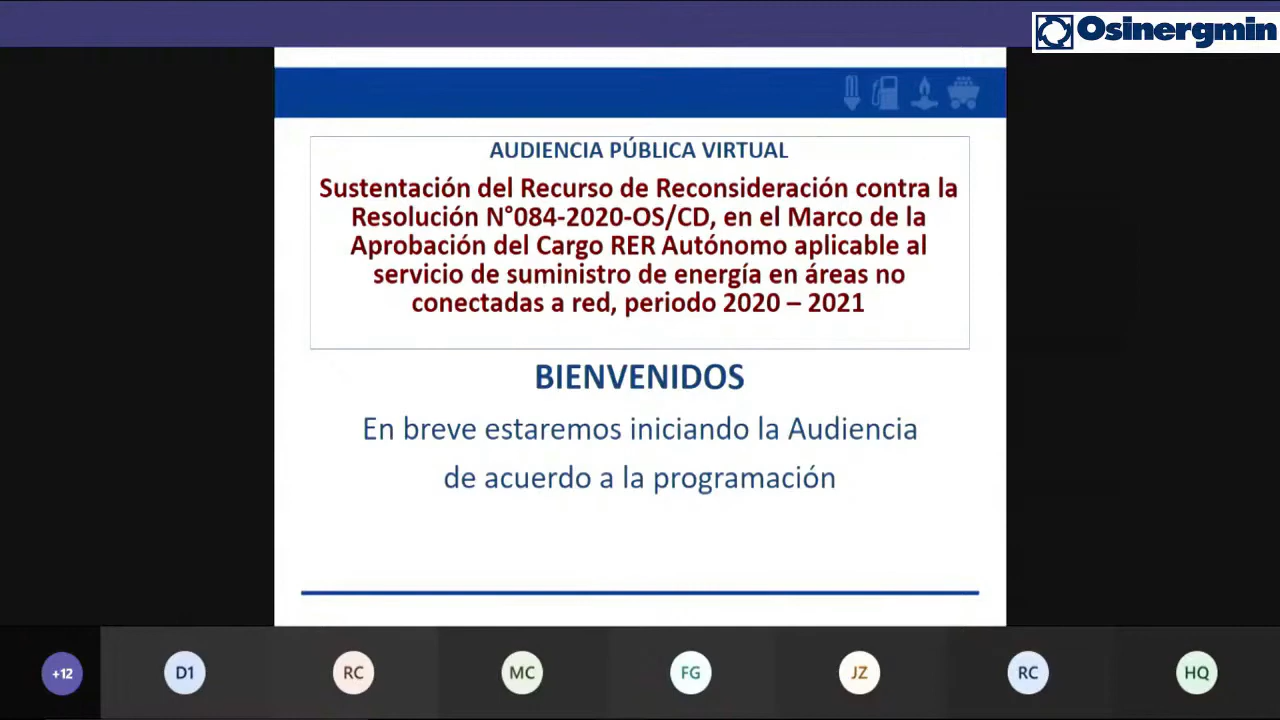 Osinergmin
AUDIENCIA PÚBLICA VIRTUAL
Sustentación del Recurso de Reconsideración contra la
Resolución N°084-2020-OS/CD, en el Marco de la
Aprobación del Cargo RER Autónomo aplicable al
servicio de suministro de energía en áreas no
conectadas a red, periodo 2020 – 2021
BIENVENIDOS
En breve estaremos iniciando la Audiencia
de acuerdo a la programación
+12 D1 RC MC FG JZ RC HQ